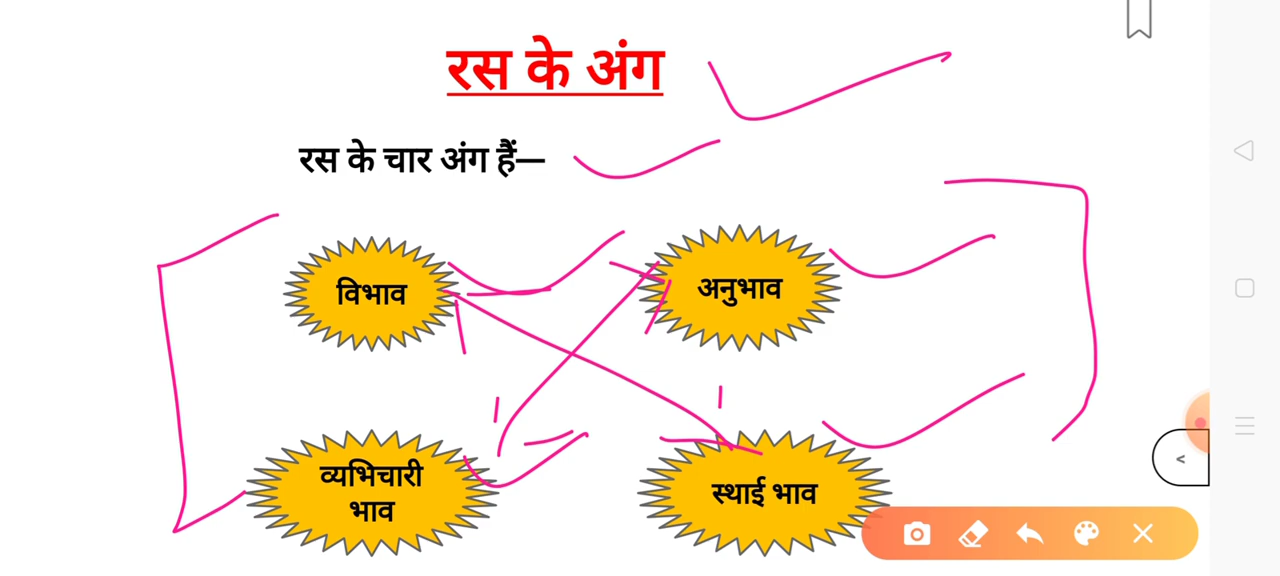 रस के अंग
रस के चार अंग हैं—
विभाव
अनुभाव
व्यभिचारी
भाव
स्थाई भाव